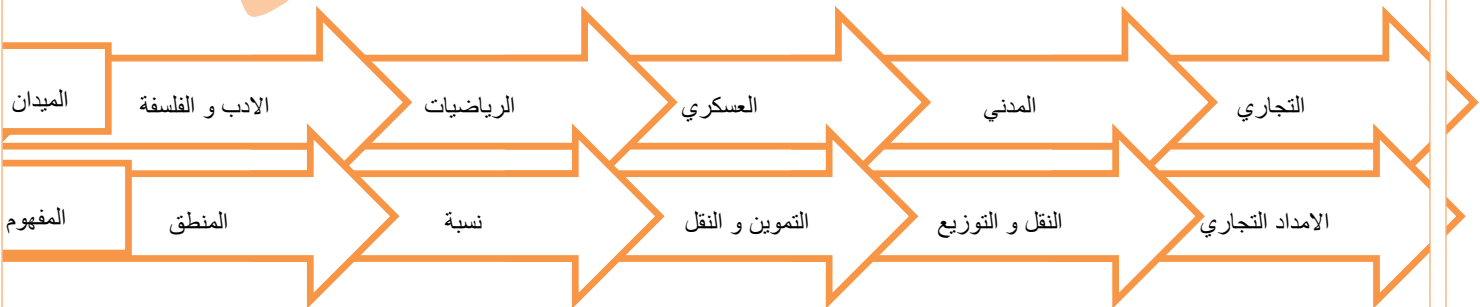 الميدان
الادب و الفلسفة
الرياضيات
العسكري
المدني
التجاري
المفهوم
المنطق
نسبة
التموين و النقل
النقل و التوزيع
الامداد التجاري